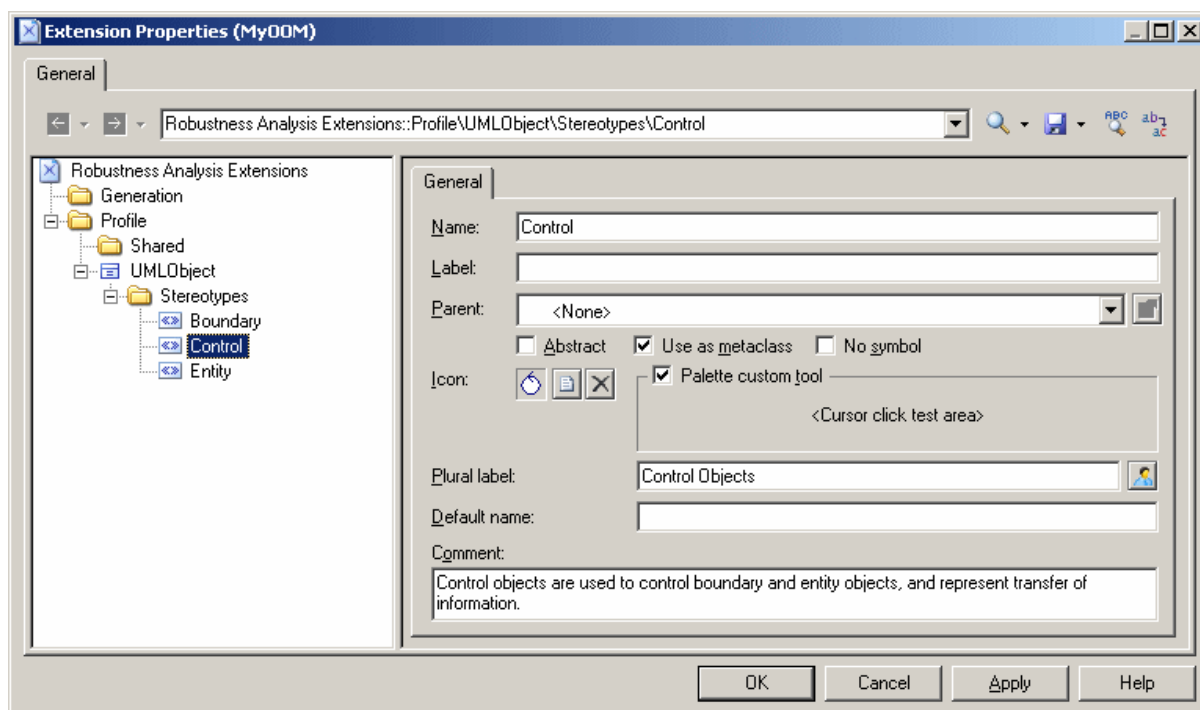 Extension Properties (MyOOM)
General
Robustness Analysis Extensions::Profile\UMLObject\Stereotypes\Control
ABC
ab
ac
Robustness Analysis Extensions
Generation
Profile
Shared
UMLObject
Stereotypes
Boundary
Control
Entity
General
Name: Control
Label:
Parent: <None>
Abstract Use as metaclass No symbol
Icon: Palette custom tool
<Cursor click test area>
Plural label: Control Objects
Default name:
Comment:
Control objects are used to control boundary and entity objects, and represent transfer of
information.
OK Cancel Apply Help